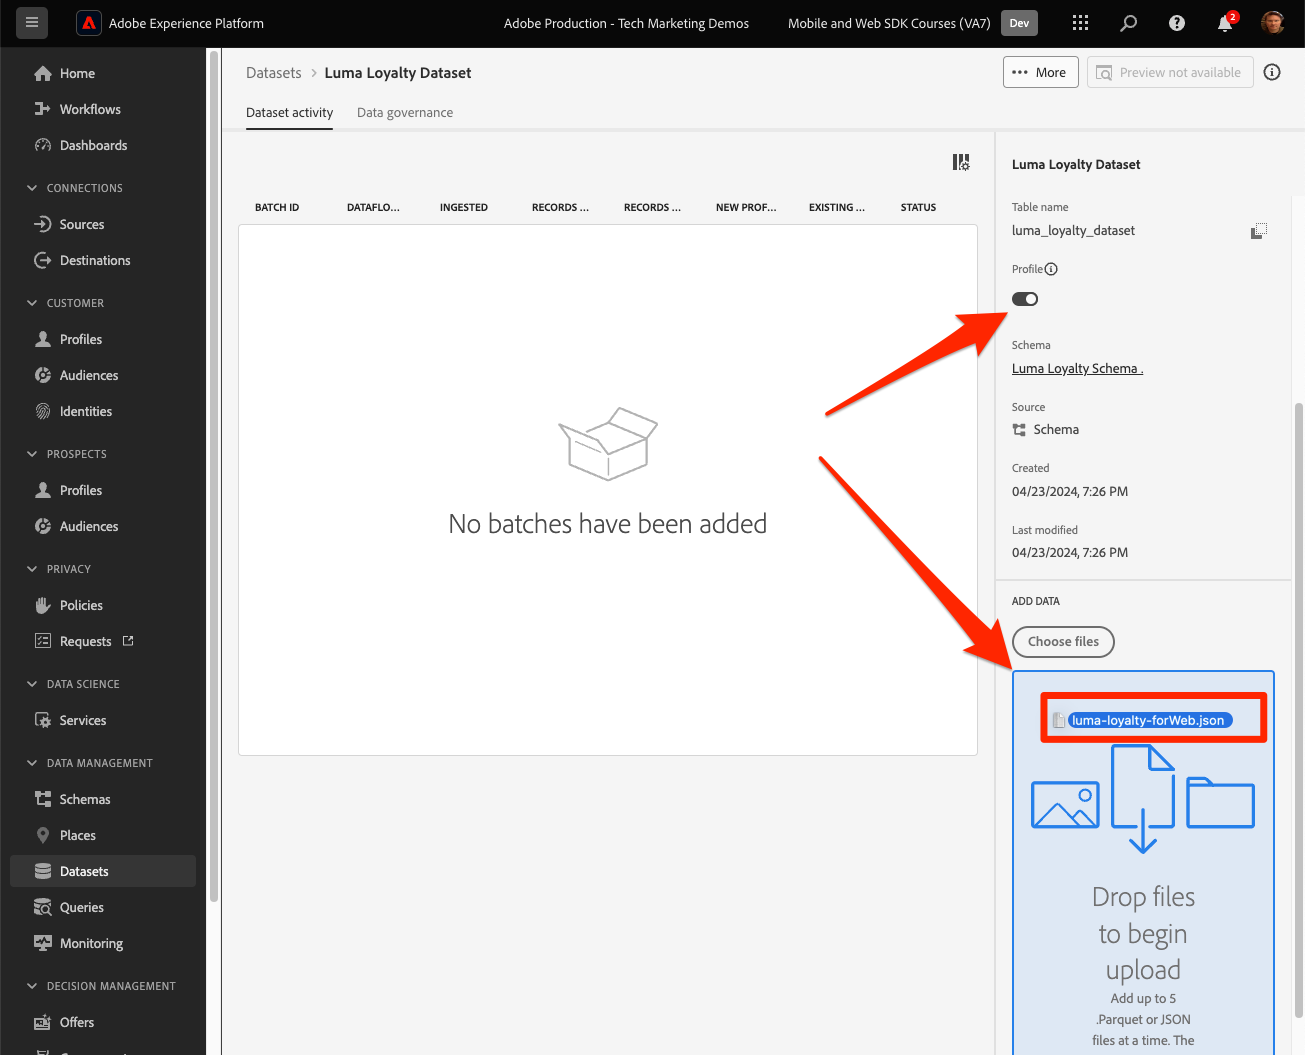 Adobe Experience Platform
Adobe Production - Tech Marketing Demos
Mobile and Web SDK Courses (VA7)
Dev
2
Home
Workflows
Dashboards
CONNECTIONS
Sources
Destinations
CUSTOMER
Profiles
Audiences
Identities
PROSPECTS
Profiles
Audiences
PRIVACY
Policies
Requests
DATA SCIENCE
Services
DATA MANAGEMENT
Schemas
Places
Datasets
Queries
Monitoring
DECISION MANAGEMENT
Offers
Datasets > Luma Loyalty Dataset
... More
Preview not available
Dataset activity
Data governance
BATCH ID DATAFLO... INGESTED RECORDS ... RECORDS ... NEW PROF... EXISTING ... STATUS
No batches have been added
Luma Loyalty Dataset
Table name
luma_loyalty_dataset
Profile
Schema
Luma Loyalty Schema .
Source
Schema
Created
04/23/2024, 7:26 PM
Last modified
04/23/2024, 7:26 PM
ADD DATA
Choose files
luma-loyalty-forWeb.json
Drop files
to begin
upload
Add up to 5
.Parquet or JSON
files at a time. The